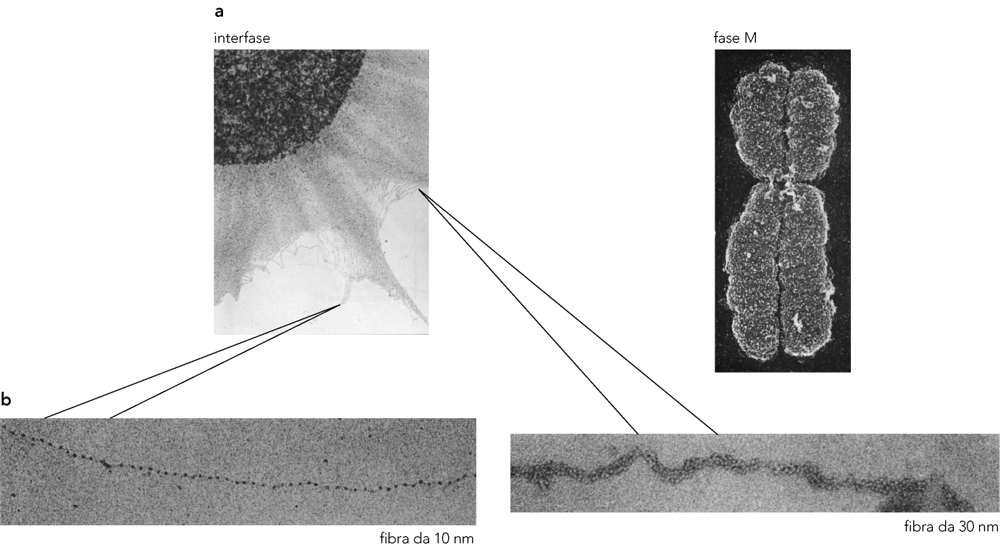 a
interfase
fase M
b
fibra da 10 nm
fibra da 30 nm